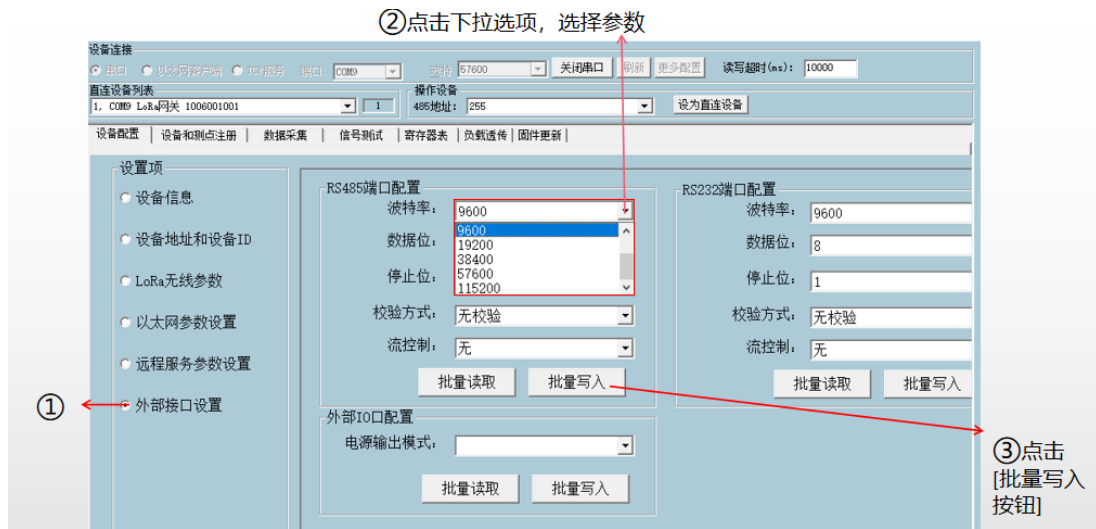 ②点击下拉选项，选择参数
设备连接
串口 以太网客户端 TCP服务 端口: COM9 波特 57600 关闭串口 刷新 更多配置 读写超时(ms): 10000
直连设备列表 操作设备
1, COM9 LoRa网关 1006001001 1 485地址: 255 设为直连设备
设备配置 | 设备和测点注册 | 数据采集 | 信号测试 | 寄存器表 | 负载透传 | 固件更新 |
设置项
设备信息
设备地址和设备ID
LoRa无线参数
以太网参数设置
远程服务参数设置
① 外部接口设置
RS485端口配置
波特率: 9600
9600
19200
38400
57600
115200
数据位:
停止位:
校验方式: 无校验
流控制: 无
批量读取 批量写入
RS232端口配置
波特率: 9600
数据位: 8
停止位: 1
校验方式: 无校验
流控制: 无
批量读取 批量写入
外部IO口配置
电源输出模式:
批量读取 批量写入
③点击
[批量写入
按钮]